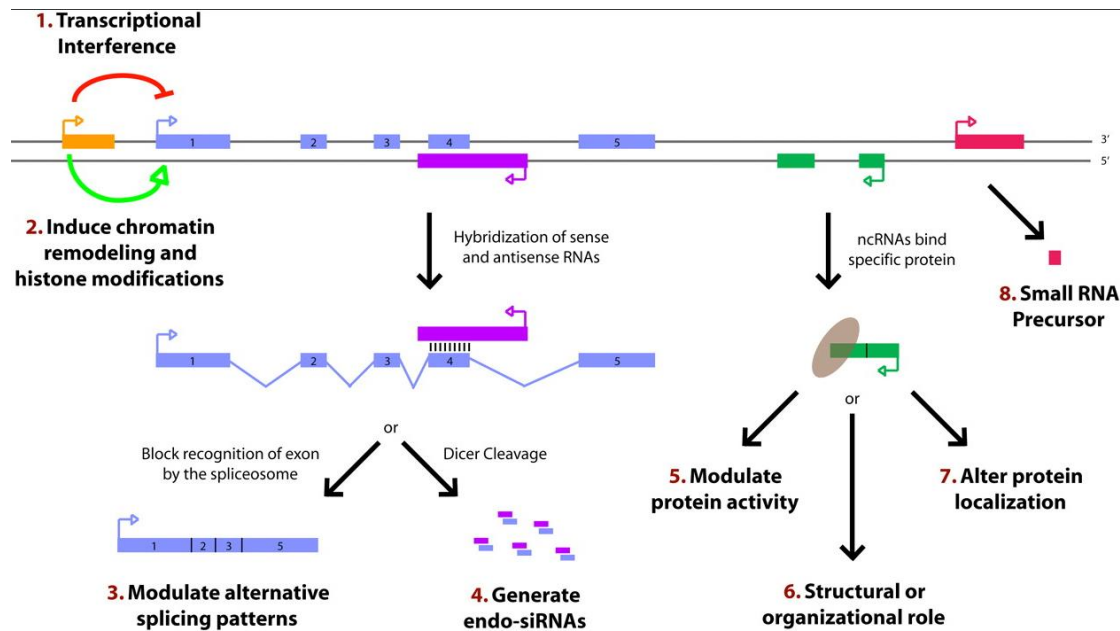 1. Transcriptional
Interference
1
2
3
4
5
3'
5'
2. Induce chromatin
remodeling and
histone modifications
Hybridization of sense
and antisense RNAs
ncRNAs bind
specific protein
8. Small RNA
Precursor
1
2
3
4
5
or
or
Block recognition of exon
by the spliceosome
Dicer Cleavage
5. Modulate
protein activity
7. Alter protein
localization
1
2
3
5
3. Modulate alternative
splicing patterns
4. Generate
endo-siRNAs
6. Structural or
organizational role